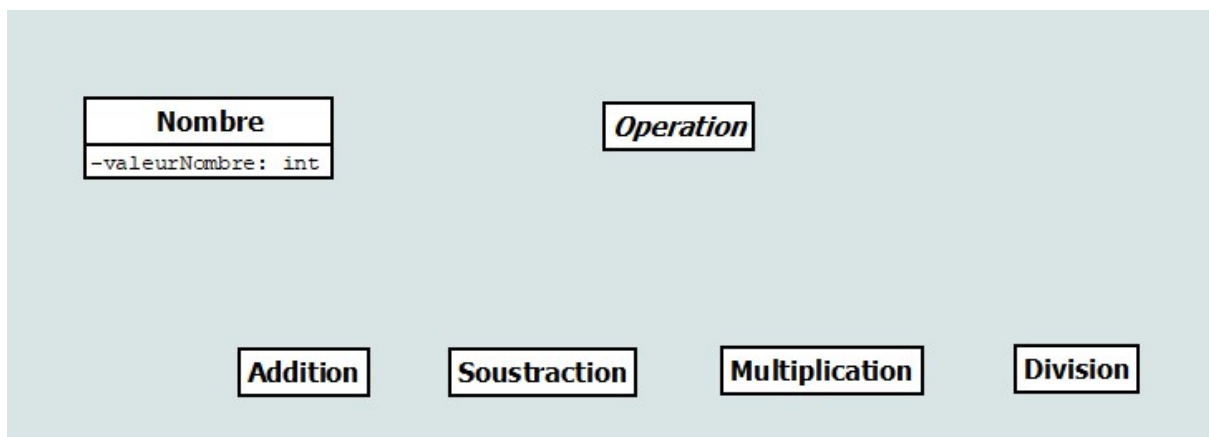 Nombre
Operation
-valeurNombre: int
Addition
Soustraction
Multiplication
Division